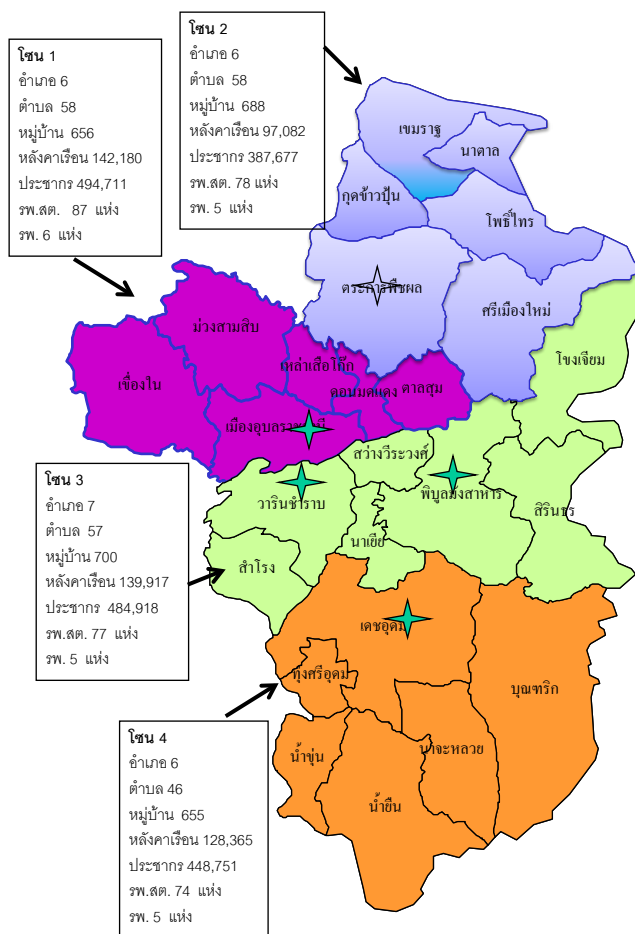 โซน 1
อำเภอ 6
ตำบล 58
หมู่บ้าน 656
หลังคาเรือน 142,180
ประชากร 494,711
รพ.สต. 87 แห่ง
รพ. 6 แห่ง
โซน 2
อำเภอ 6
ตำบล 58
หมู่บ้าน 688
หลังคาเรือน 97,082
ประชากร 387,677
รพ.สต. 78 แห่ง
รพ. 5 แห่ง
เขมราฐ
นาตาล
กุดข้าวปุ้น
โพธิ์ไทร
ตระการพืชผล
ศรีเมืองใหม่
ม่วงสามสิบ
โขงเจียม
เหล่าเสือโก้ก
เขื่องใน
ดอนมดแดง
ตาลสุม
เมืองอุบลราชธานี
สว่างวีระวงศ์
พิบูลมังสาหาร
วารินชำราบ
สิรินธร
นาเยีย
สำโรง
โซน 3
อำเภอ 7
ตำบล 57
หมู่บ้าน 700
หลังคาเรือน 139,917
ประชากร 484,918
รพ.สต. 77 แห่ง
รพ. 5 แห่ง
เดชอุดม
ทุ่งศรีอุดม
บุณฑริก
น้ำขุ่น
นาจะหลวย
น้ำยืน
โซน 4
อำเภอ 6
ตำบล 46
หมู่บ้าน 655
หลังคาเรือน 128,365
ประชากร 448,751
รพ.สต. 74 แห่ง
รพ. 5 แห่ง